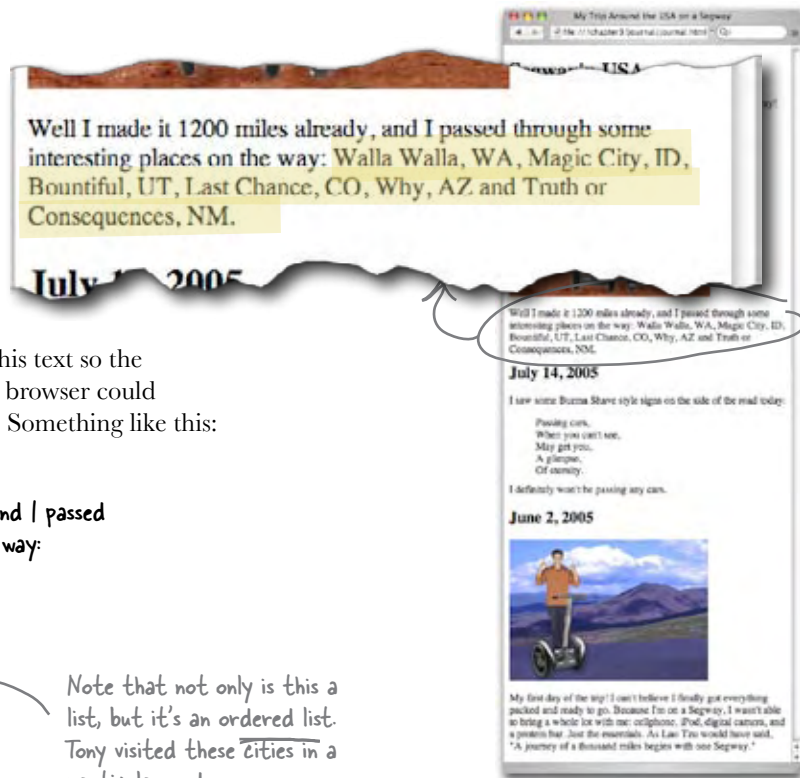 My Trip Around the USA on a Segway
Segway'n USA
Well I made it 1200 miles already, and I passed through some
interesting places on the way: Walla Walla, WA, Magic City, ID,
Bountiful, UT, Last Chance, CO, Why, AZ and Truth or
Consequences, NM.
July 2005
his text so the
browser could
Something like this:
nd I passed
way:
Note that not only is this a
list, but it's an ordered list.
Tony visited these cities in a
Well I made it 1200 miles already, and I passed through some
interesting places on the way: Walla Walla, WA, Magic City, ID,
Bountiful, UT, Last Chance, CO, Why, AZ and Truth or
Consequences, NM.
July 14, 2005
I saw some Burma Shave style signs on the side of the road today:
Passing cars,
When you can't see,
May get you,
A glimpse,
Of eternity.
I definitely won't be passing any cars.
June 2, 2005
My first day of the trip! I can't believe I finally got everything
packed and ready to go. Because I'm on a Segway, I wasn't able
to bring a whole lot with me: cellphone, iPod, digital camera, and
a protein bar. Just the essentials. As Lao Tzu would have said,
"A journey of a thousand miles begins with one Segway."